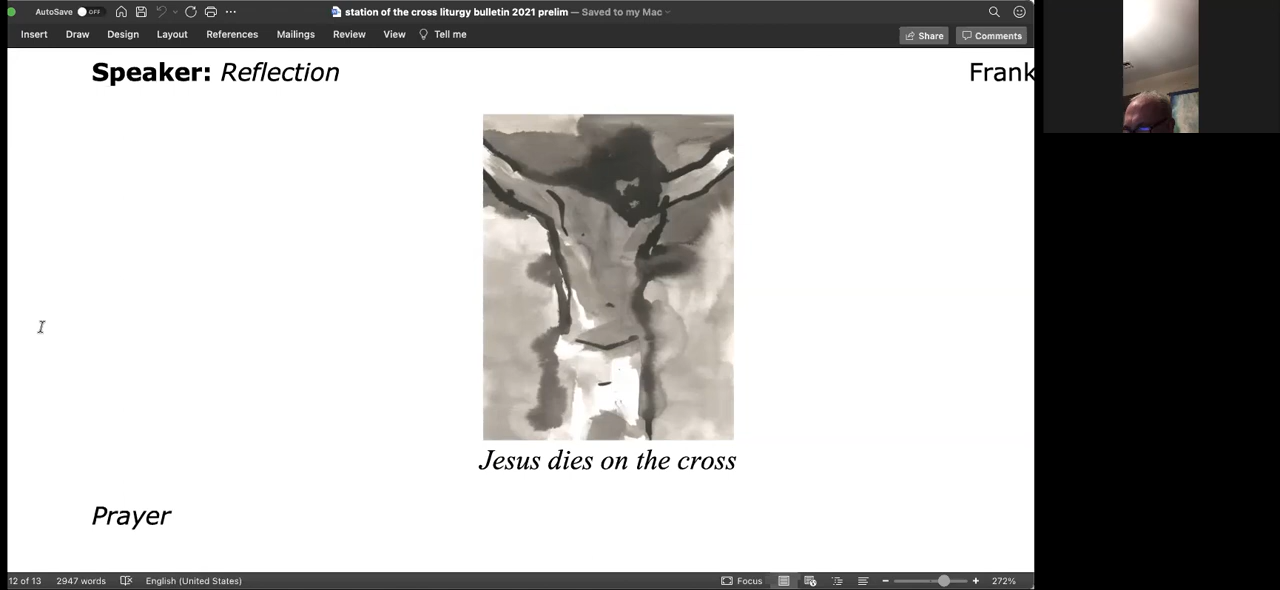 AutoSave OFF
station of the cross liturgy bulletin 2021 prelim — Saved to my Mac
Insert Draw Design Layout References Mailings Review View Tell me
Share Comments
Speaker: Reflection Frank
Jesus dies on the cross
Prayer
12 of 13 2947 words English (United States) Focus 272%